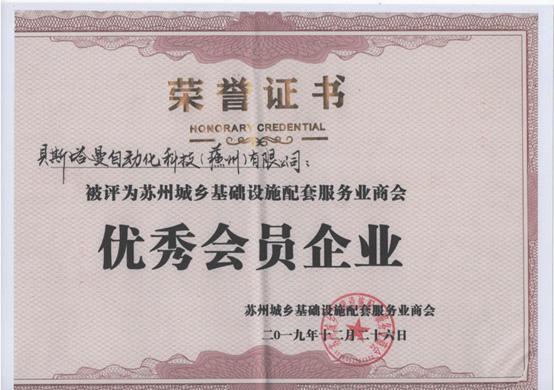 荣誉证书
HONORARY CREDENTIAL
贝斯塔曼自动化科技(蘇州)有限公司:
被评为苏州城乡基础设施配套服务业商会
优秀会员企业
苏州城乡基础设施配套服务业商会
二〇一九年十二月二十六日